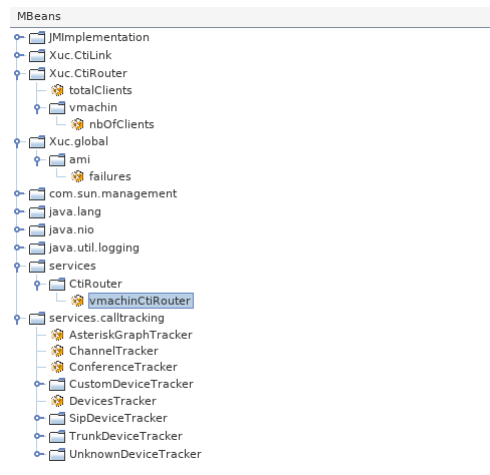 MBeans
JMImplementation
Xuc.CtiLink
Xuc.CtiRouter
totalClients
vmachin
nbOfClients
Xuc.global
ami
failures
com.sun.management
java.lang
java.nio
java.util.logging
services
CtiRouter
vmachinCtiRouter
services.calltracking
AsteriskGraphTracker
ChannelTracker
ConferenceTracker
CustomDeviceTracker
DevicesTracker
SipDeviceTracker
TrunkDeviceTracker
UnknownDeviceTracker